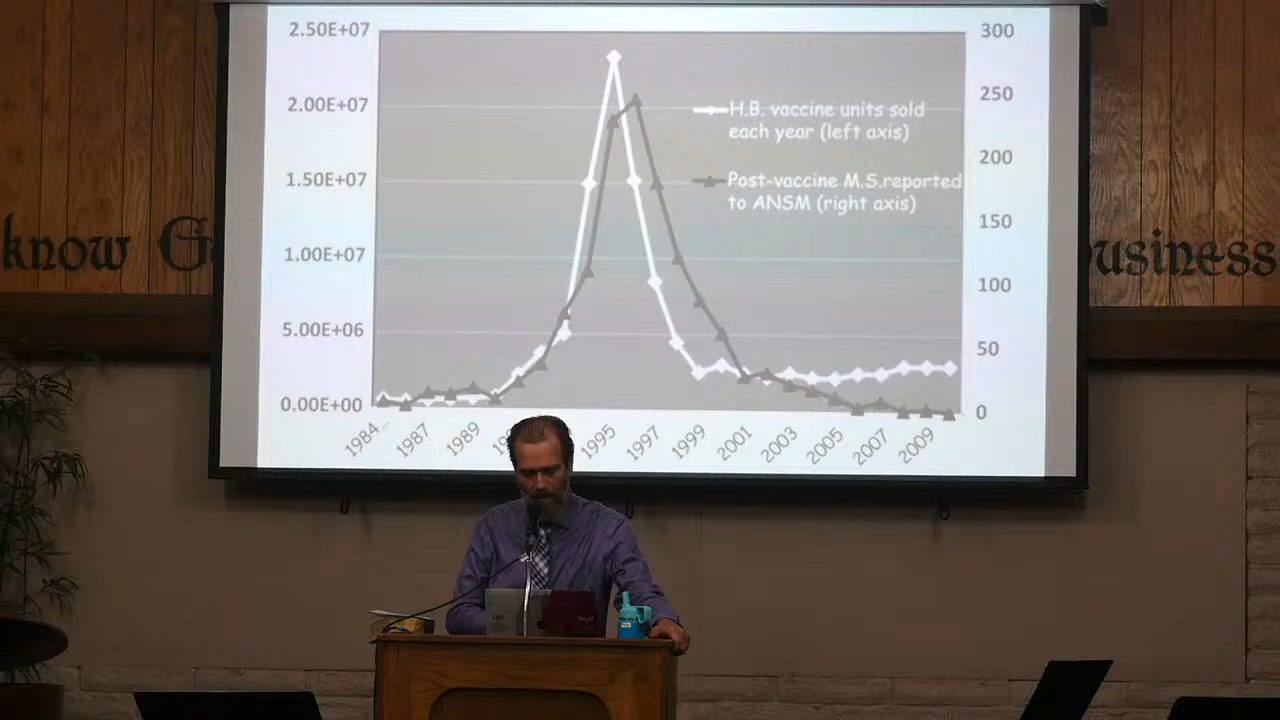 2.50E+07
2.00E+07
1.50E+07
1.00E+07
5.00E+06
0.00E+00
300
250
200
150
100
50
0
H.B. vaccine units sold
each year (left axis)
Post-vaccine M.S.reported
to ANSM (right axis)
1984...
1987
1989
1995
1997
1999
2001
2003
2005
2007
2009
know
usiness